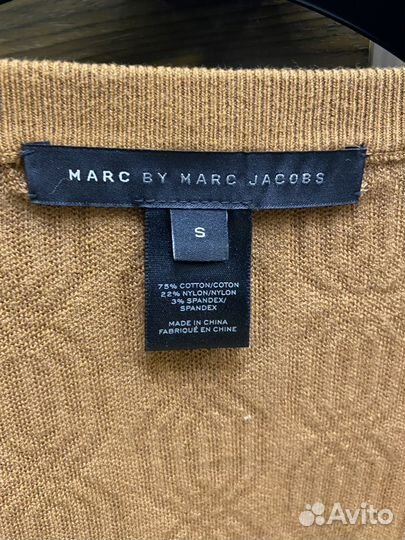 MARC BY MARC JACOBS
S
75% COTTON/COTON
22% NYLON/NYLON
3% SPANDEX/
SPANDEX
MADE IN CHINA
FABRIQUÉ EN CHINE
Avito